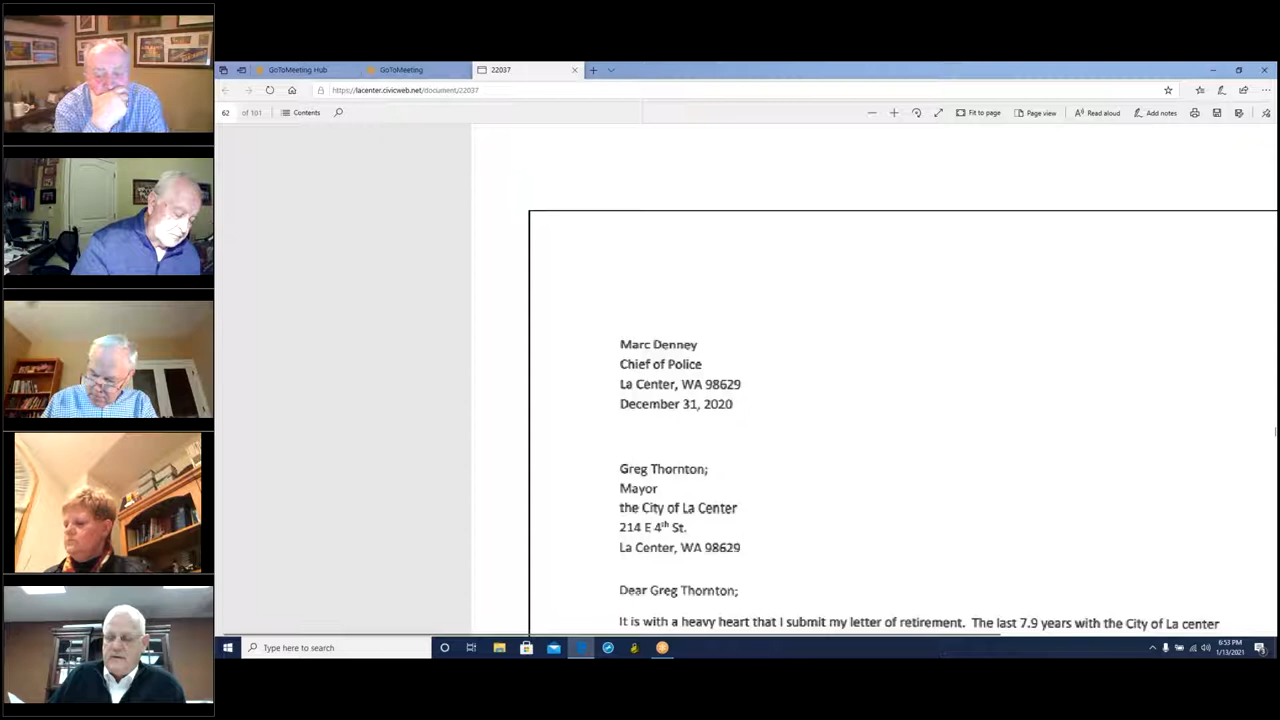 GoToMeeting Hub
GoToMeeting
22037
https://lacenter.civicweb.net/document/22037
62 of 101
Contents
Fit to page
Page view
Read aloud
Add notes
Marc Denney
Chief of Police
La Center, WA 98629
December 31, 2020
Greg Thornton;
Mayor
the City of La Center
214 E 4th St.
La Center, WA 98629
Dear Greg Thornton;
It is with a heavy heart that I submit my letter of retirement. The last 7.9 years with the City of La center
Type here to search
6:53 PM
1/13/2021